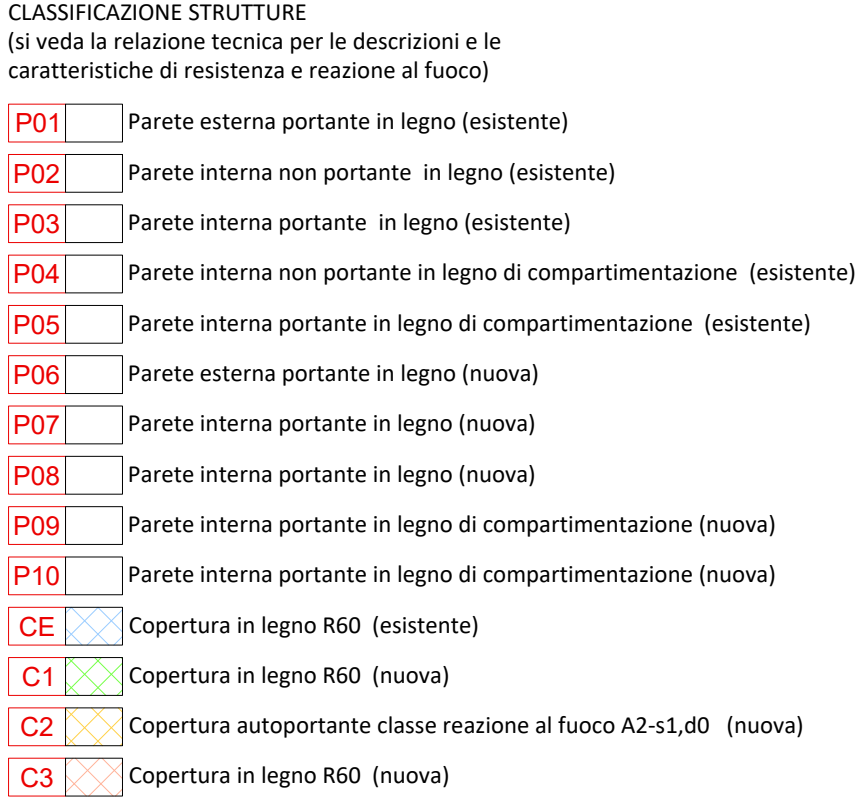 CLASSIFICAZIONE STRUTTURE
(si veda la relazione tecnica per le descrizioni e le
caratteristiche di resistenza e reazione al fuoco)
P01 Parete esterna portante in legno (esistente)
P02 Parete interna non portante in legno (esistente)
P03 Parete interna portante in legno (esistente)
P04 Parete interna non portante in legno di compartimentazione (esistente)
P05 Parete interna portante in legno di compartimentazione (esistente)
P06 Parete esterna portante in legno (nuova)
P07 Parete interna portante in legno (nuova)
P08 Parete interna portante in legno (nuova)
P09 Parete interna portante in legno di compartimentazione (nuova)
P10 Parete interna portante in legno di compartimentazione (nuova)
CE Copertura in legno R60 (esistente)
C1 Copertura in legno R60 (nuova)
C2 Copertura autoportante classe reazione al fuoco A2-s1,d0 (nuova)
C3 Copertura in legno R60 (nuova)